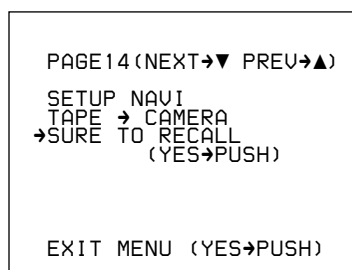 PAGE14(NEXT→▼ PREV→▲)
SETUP NAVI
TAPE → CAMERA
→SURE TO RECALL
(YES→PUSH)
EXIT MENU (YES→PUSH)